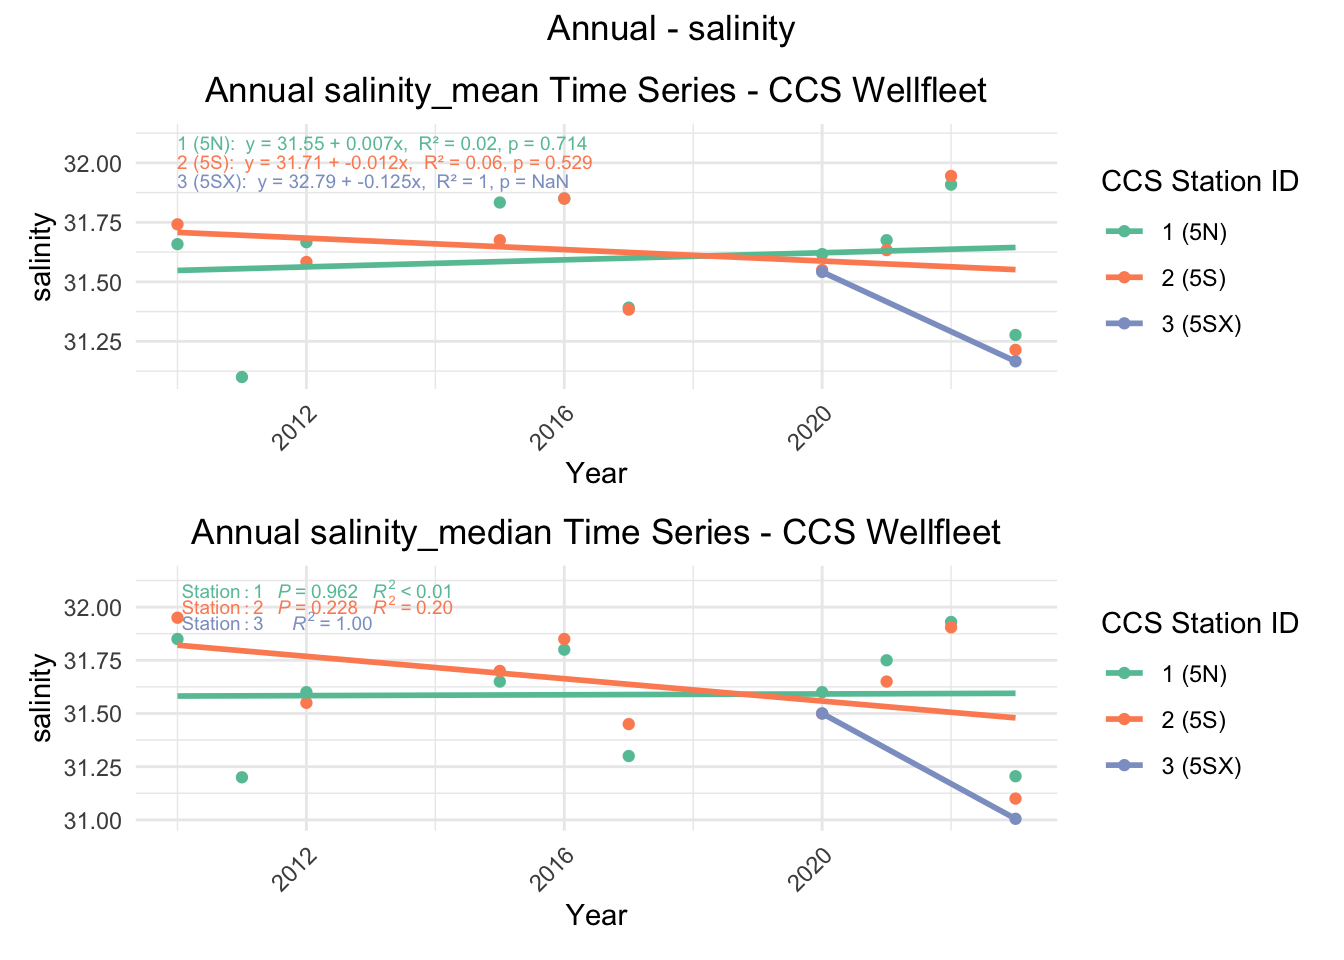 Annual - salinity
Annual salinity_mean Time Series - CCS Wellfleet
1 (5N):  y = 31.55 + 0.007x,  R² = 0.02, p = 0.714
2 (5S):  y = 31.71 + -0.012x,  R² = 0.06, p = 0.529
3 (5SX):  y = 32.79 + -0.125x,  R² = 1, p = NaN
32.00
31.75
31.50
31.25
salinity
2012
2016
2020
Year
CCS Station ID
1 (5N)
2 (5S)
3 (5SX)
Annual salinity_median Time Series - CCS Wellfleet
Station : 1   P = 0.962   R² < 0.01
Station : 2   P = 0.228   R² = 0.20
Station : 3   R² = 1.00
32.00
31.75
31.50
31.25
31.00
salinity
2012
2016
2020
Year
CCS Station ID
1 (5N)
2 (5S)
3 (5SX)